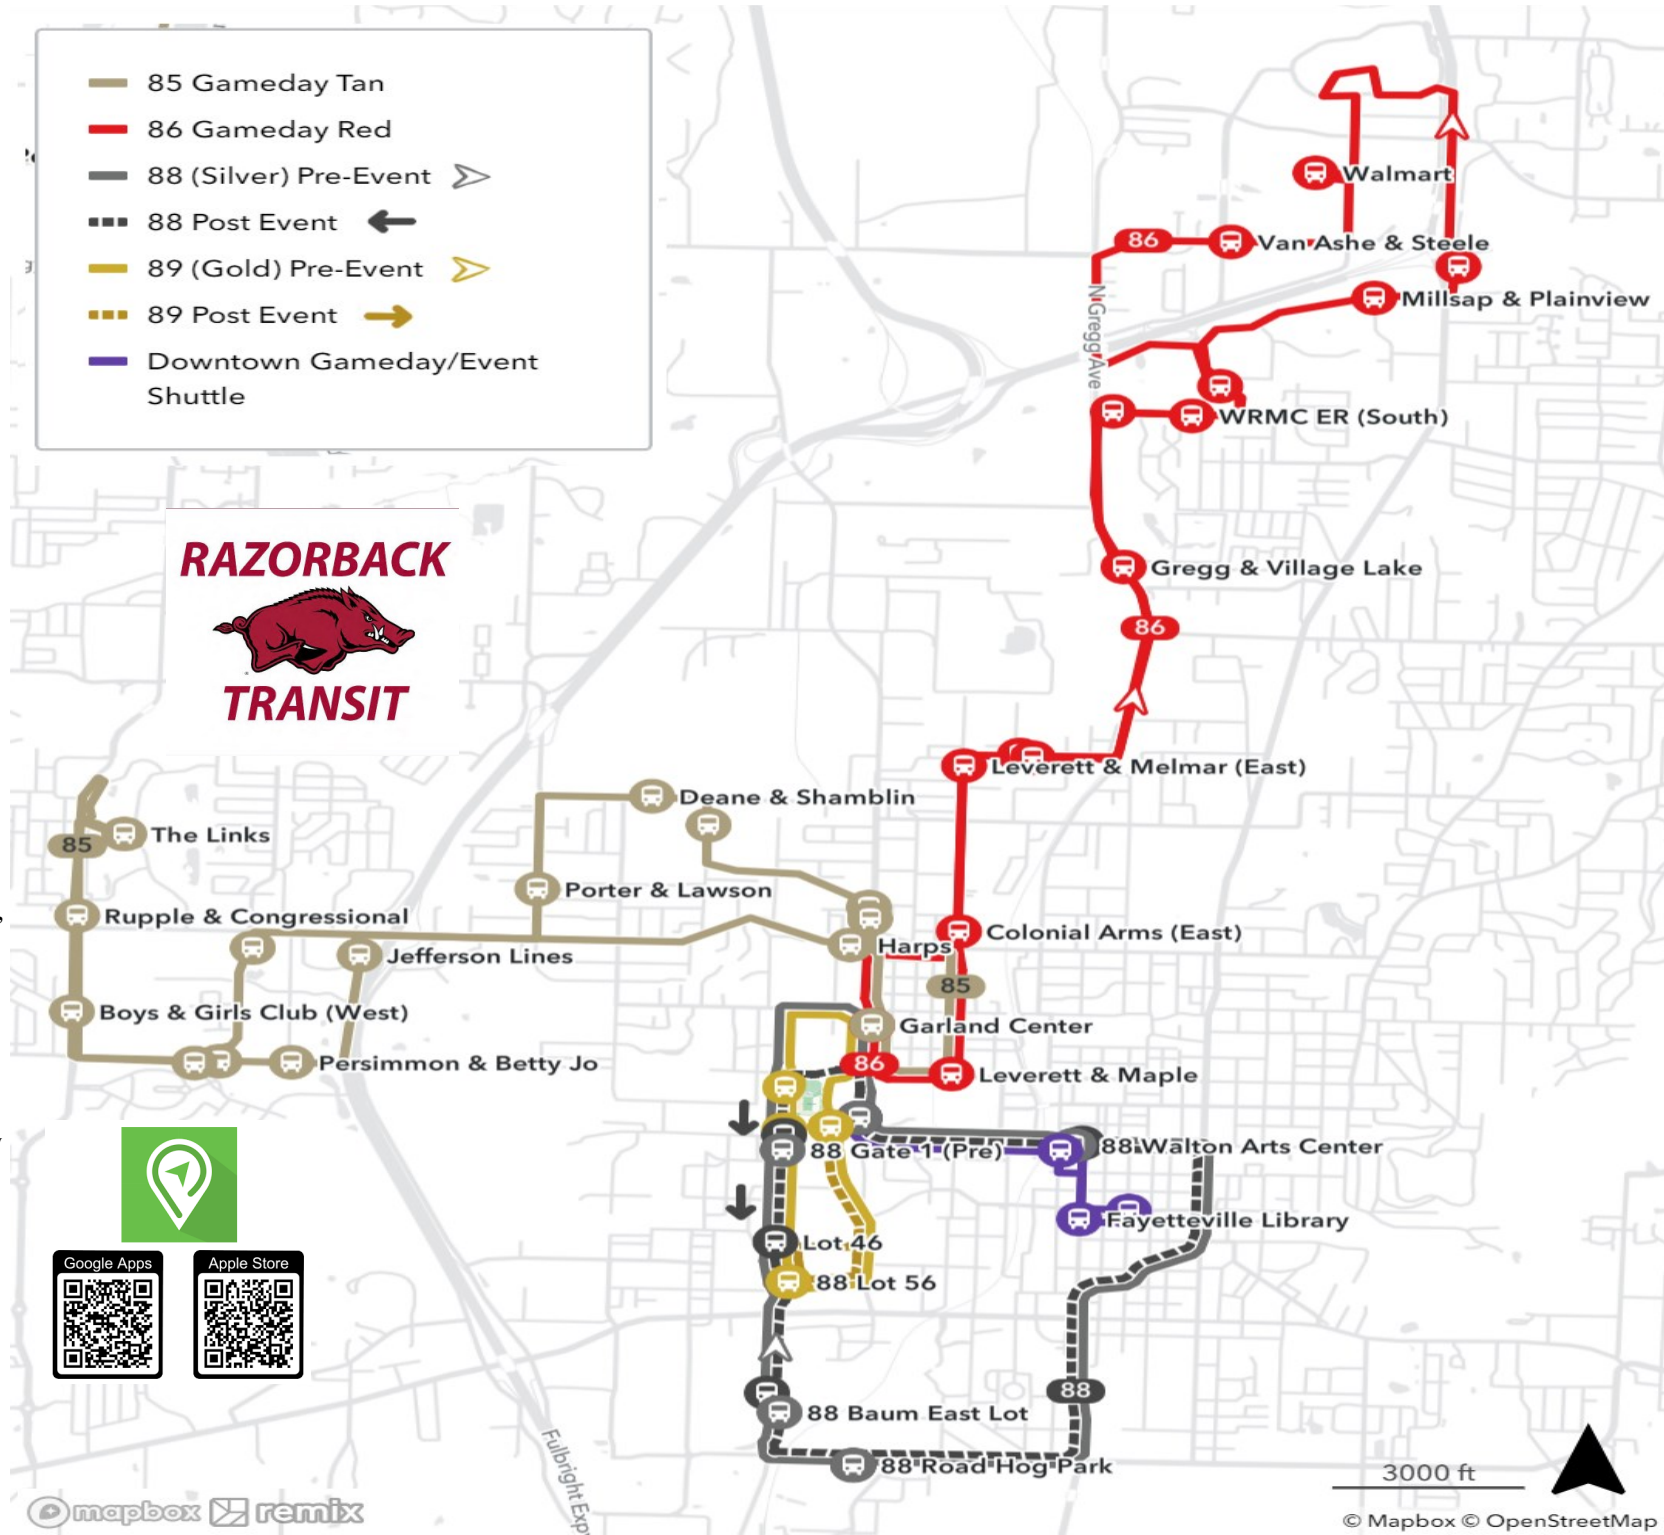 85 Gameday Tan
86 Gameday Red
88 (Silver) Pre-Event
88 Post Event
89 (Gold) Pre-Event
89 Post Event
Downtown Gameday/Event
Shuttle
Walmart
86
Van Ashe & Steele
Millsap & Plainview
N Gregg Ave
WRMC ER (South)
RAZORBACK
TRANSIT
Gregg & Village Lake
86
Leverett & Melmar (East)
Deane & Shamblin
The Links
85
Porter & Lawson
Rupple & Congressional
Colonial Arms (East)
Harps
Jefferson Lines
85
Boys & Girls Club (West)
Garland Center
Persimmon & Betty Jo
86
Leverett & Maple
88 Gate 1 (Pre)
88 Walton Arts Center
Fayetteville Library
Lot 46
Google Apps
Apple Store
88 Lot 56
88
88 Baum East Lot
88 Road Hog Park
Fulbright Exp
3000 ft
mapbox remix
© Mapbox © OpenStreetMap